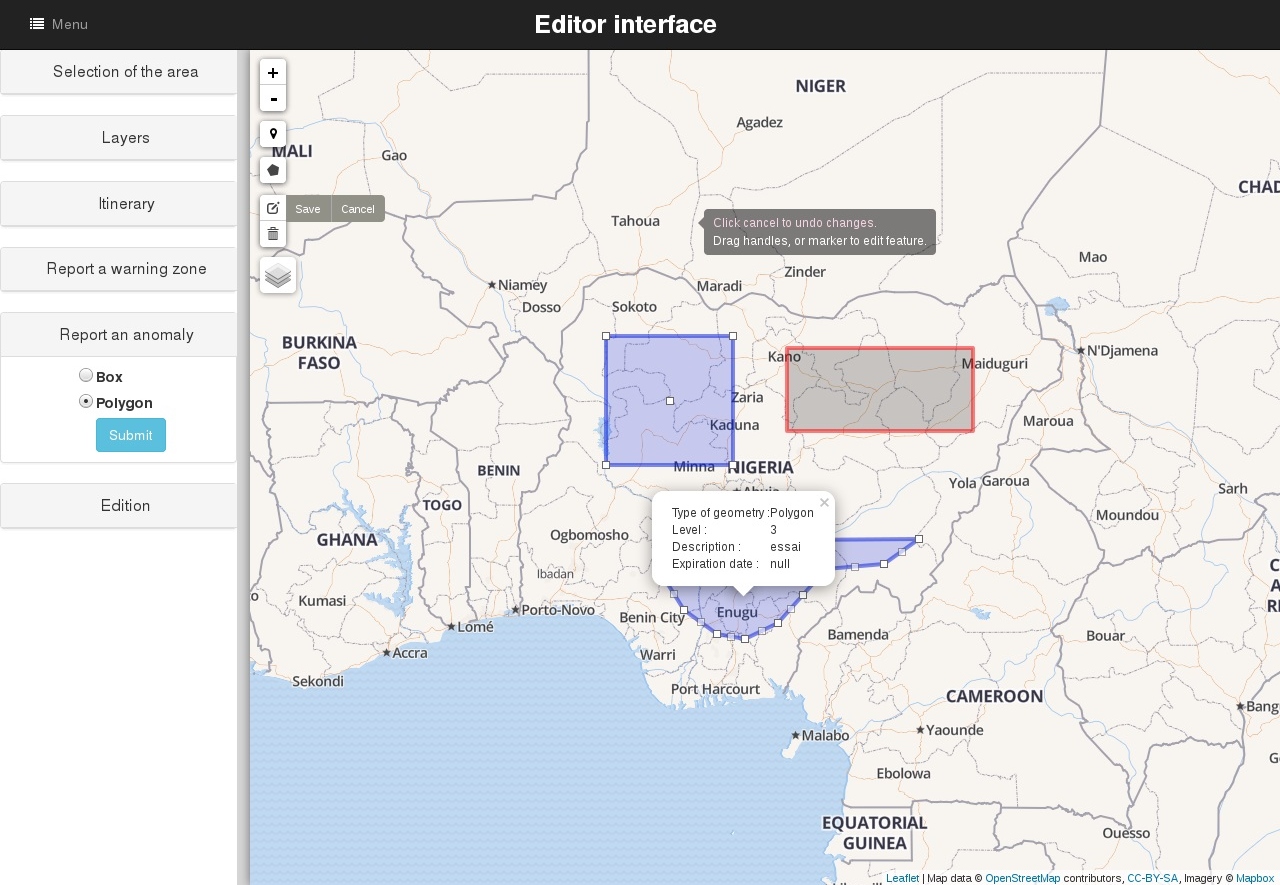 Menu
Editor interface
Selection of the area
Layers
Itinerary
Report a warning zone
Report an anomaly
Box
Polygon
Submit
Edition
+
-
Save Cancel
Click cancel to undo changes.
Drag handles, or marker to edit feature.
NIGER
Agadez
MALI
Gao
CHAD
Tahoua
Mao
Zinder
Niamey
Maradi
Dosso
Sokoto
BURKINA
FASO
Kano
N'Djamena
Maiduguri
Zaria
Kaduna
Maroua
Minna
NIGERIA
BENIN
Yola
Garoua
Sarh
TOGO
Moundou
Type of geometry : Polygon
Level : 3
Description : essai
Expiration date : null
×
GHANA
Ogbomosho
Ibadan
Kumasi
Porto-Novo
Benin City
Enugu
Lomé
Bamenda
Bouar
Accra
Warri
Sekondi
Port Harcourt
CAMEROON
Malabo
Yaounde
Ebolowa
EQUATORIAL
GUINEA
Ouesso
Leaflet | Map data © OpenStreetMap contributors, CC-BY-SA, Imagery © Mapbox